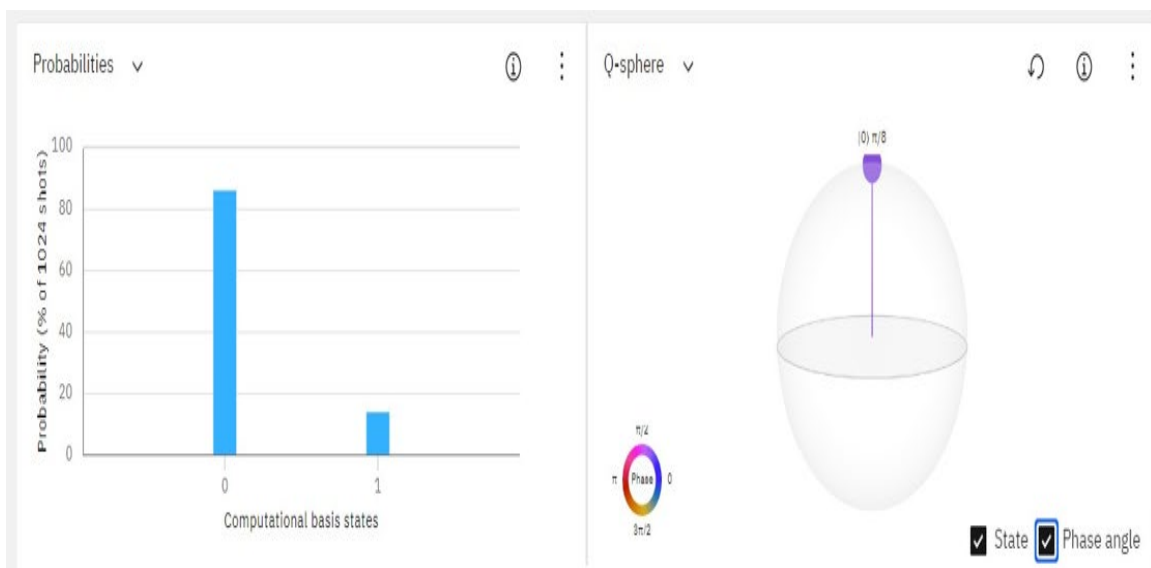 Probabilities
Probability (% of 1024 shots)
100
80
60
40
20
0
0 1
Computational basis states
Q-sphere
|0⟩ π/8
π/2
π Phase 0
3π/2
State Phase angle